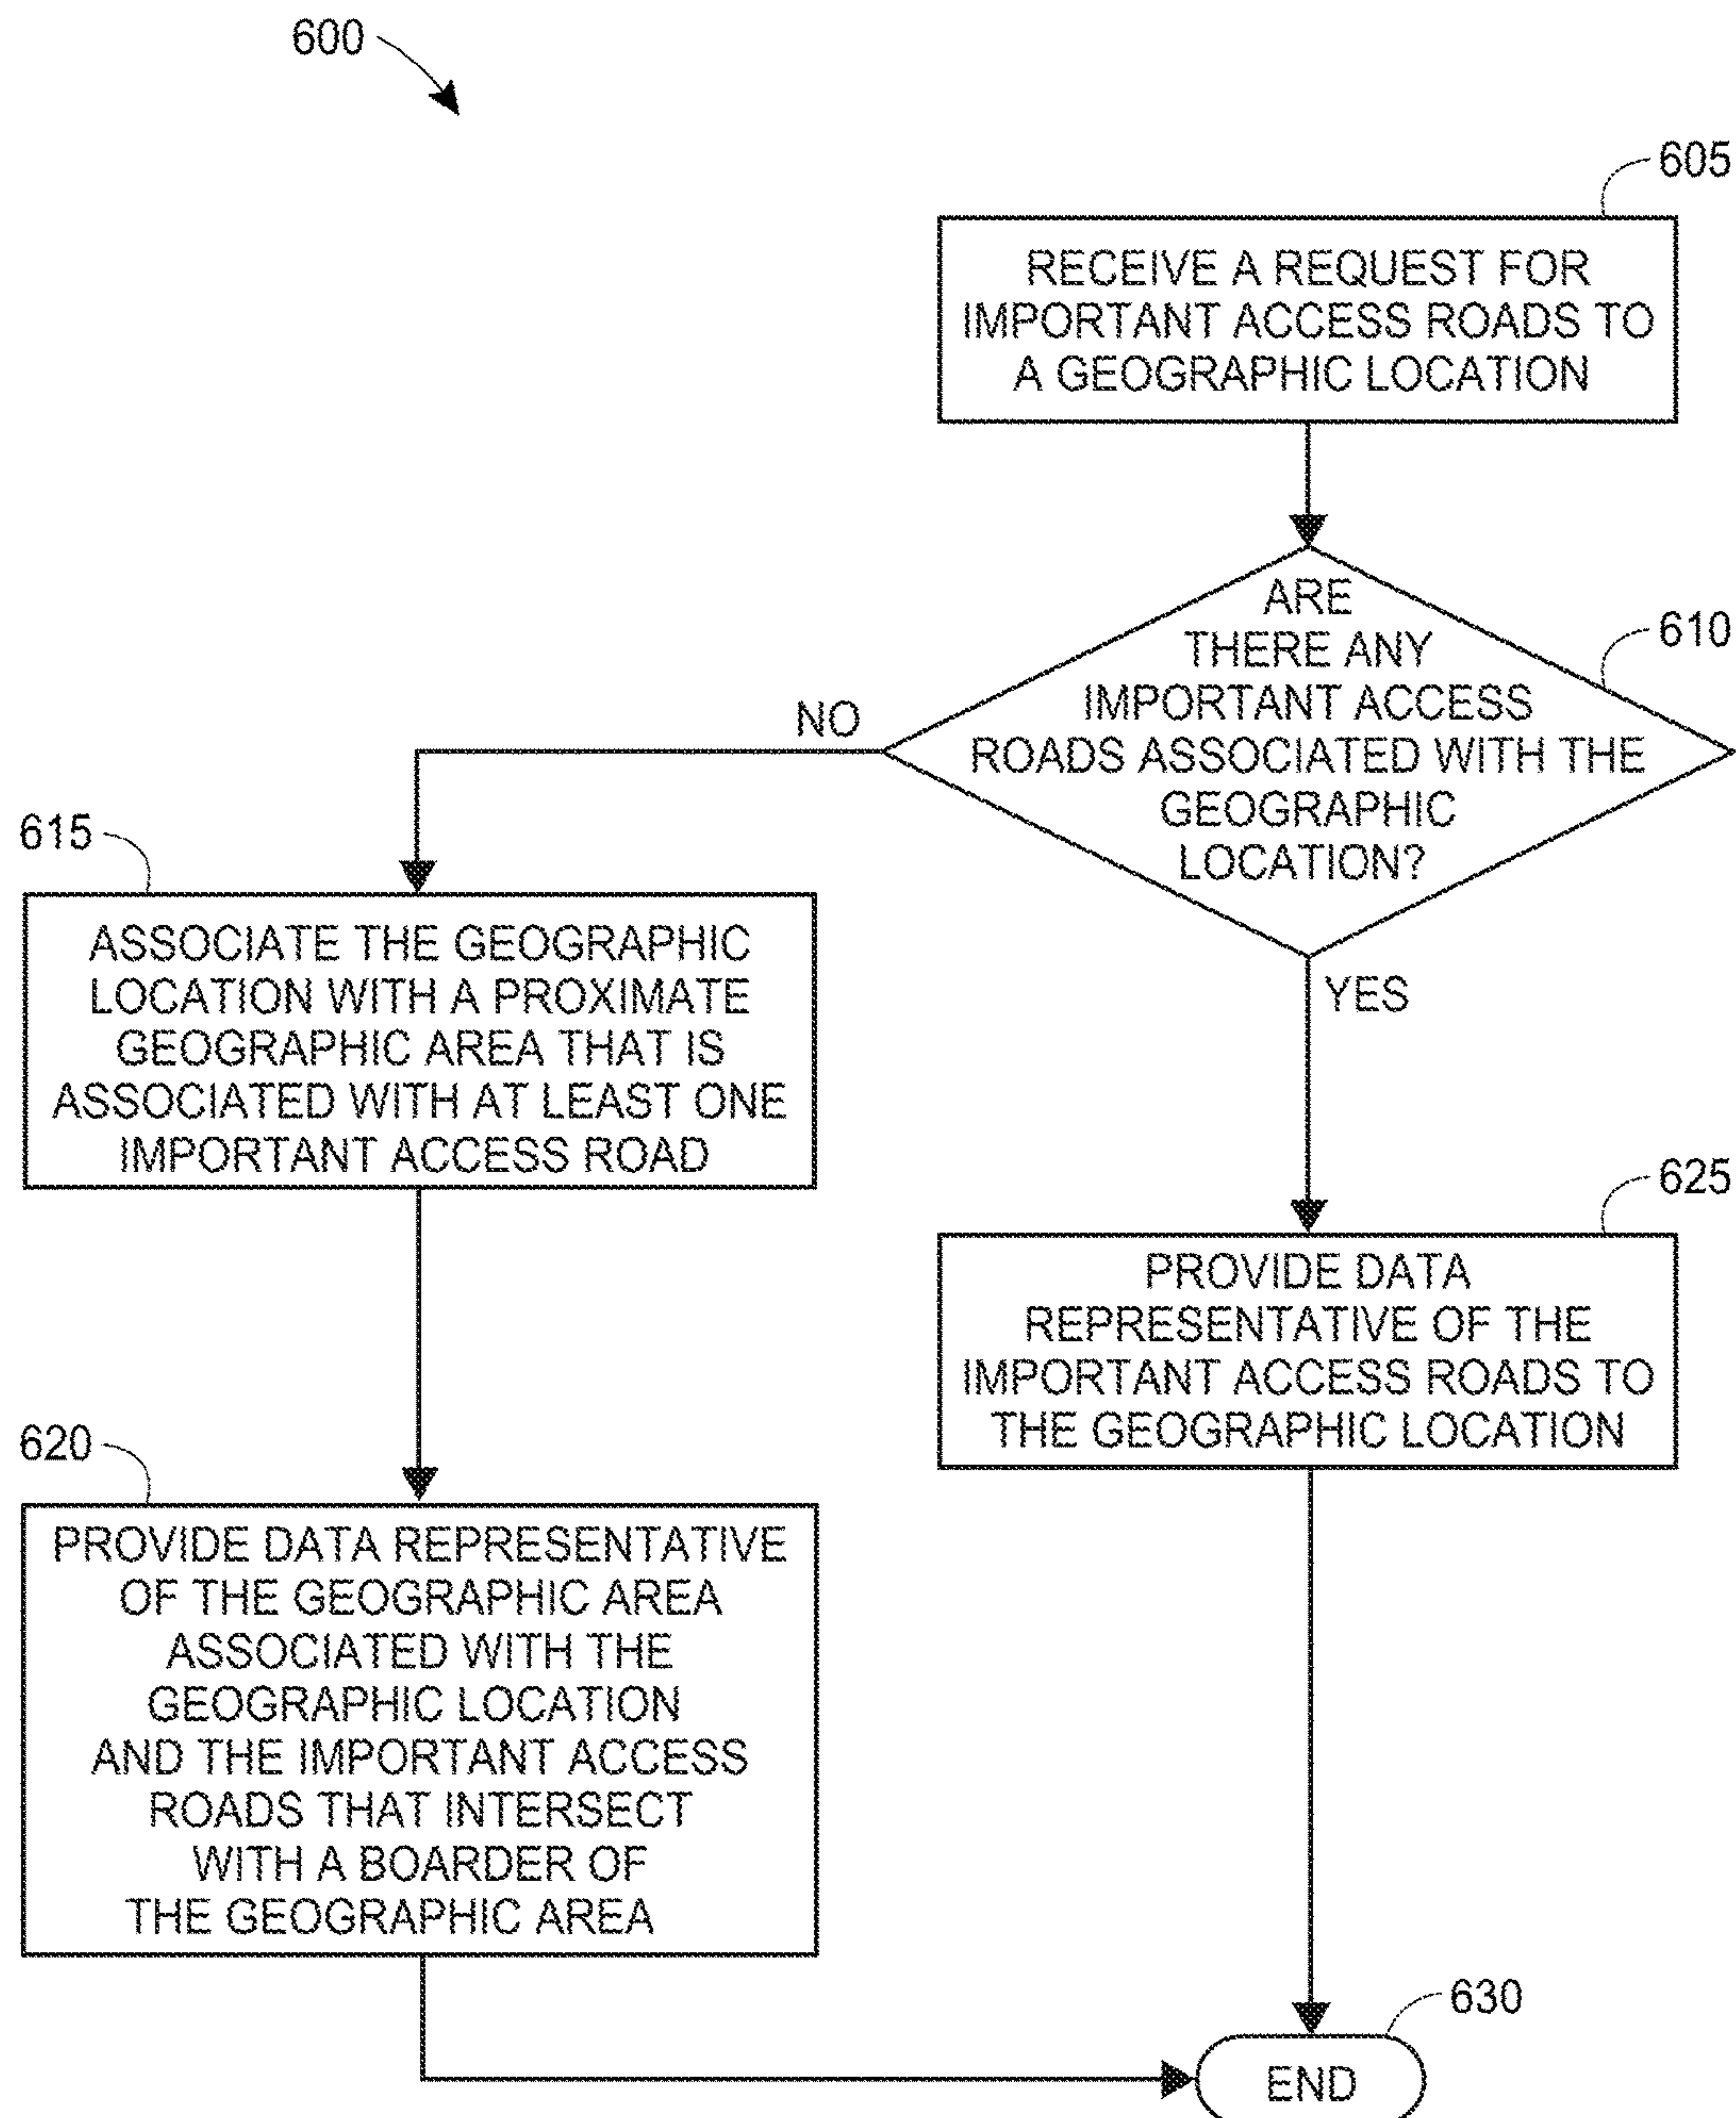 600
605
RECEIVE A REQUEST FOR
IMPORTANT ACCESS ROADS TO
A GEOGRAPHIC LOCATION
610
ARE
THERE ANY
IMPORTANT ACCESS
ROADS ASSOCIATED WITH THE
GEOGRAPHIC
LOCATION?
NO
YES
615
ASSOCIATE THE GEOGRAPHIC
LOCATION WITH A PROXIMATE
GEOGRAPHIC AREA THAT IS
ASSOCIATED WITH AT LEAST ONE
IMPORTANT ACCESS ROAD
625
PROVIDE DATA
REPRESENTATIVE OF THE
IMPORTANT ACCESS ROADS TO
THE GEOGRAPHIC LOCATION
620
PROVIDE DATA REPRESENTATIVE
OF THE GEOGRAPHIC AREA
ASSOCIATED WITH THE
GEOGRAPHIC LOCATION
AND THE IMPORTANT ACCESS
ROADS THAT INTERSECT
WITH A BOARDER OF
THE GEOGRAPHIC AREA
630
END